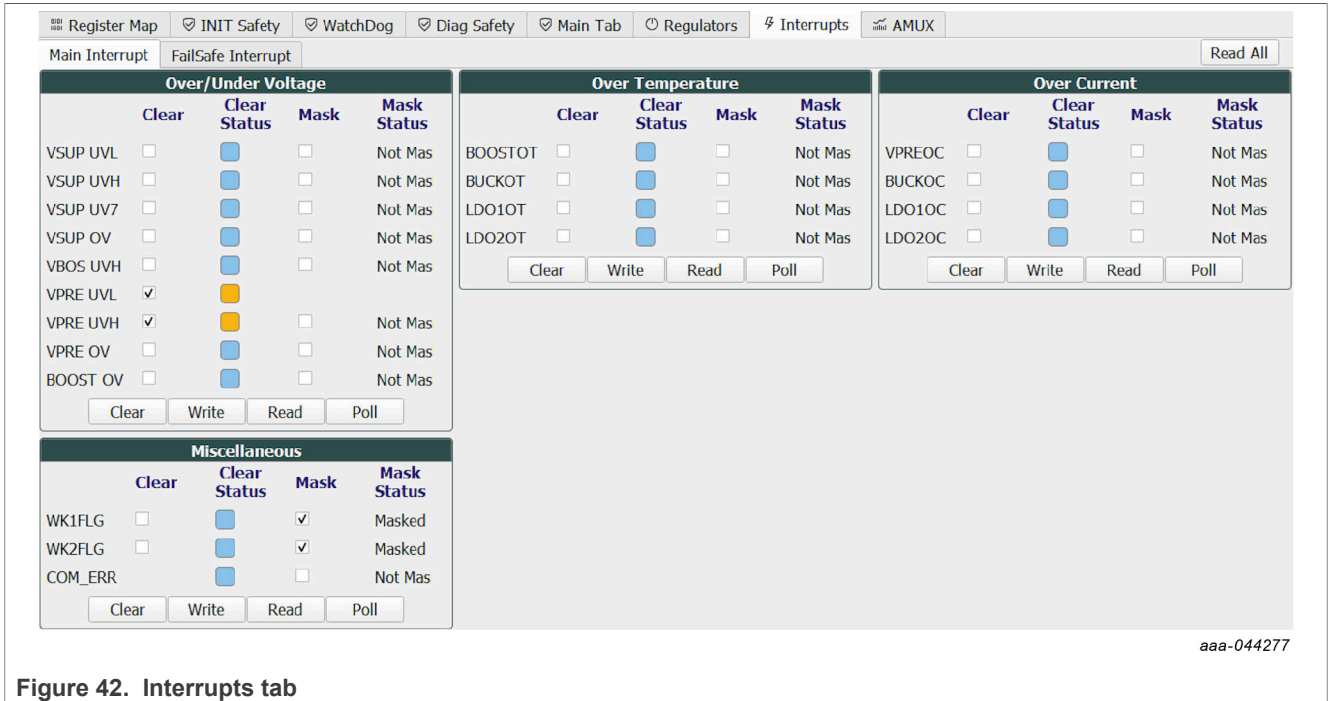 Register Map INIT Safety WatchDog Diag Safety Main Tab Regulators Interrupts AMUX
Main Interrupt FailSafe Interrupt Read All
Over/Under Voltage
Clear Clear Status Mask Mask Status
VSUP UVL Not Mas
VSUP UVH Not Mas
VSUP UV7 Not Mas
VSUP OV Not Mas
VBOS UVH Not Mas
VPRE UVL
VPRE UVH Not Mas
VPRE OV Not Mas
BOOST OV Not Mas
Clear Write Read Poll
Over Temperature
Clear Clear Status Mask Mask Status
BOOSTOT Not Mas
BUCKOT Not Mas
LDO1OT Not Mas
LDO2OT Not Mas
Clear Write Read Poll
Over Current
Clear Clear Status Mask Mask Status
VPREOC Not Mas
BUCKOC Not Mas
LDO1OC Not Mas
LDO2OC Not Mas
Clear Write Read Poll
Miscellaneous
Clear Clear Status Mask Mask Status
WK1FLG Masked
WK2FLG Masked
COM_ERR Not Mas
Clear Write Read Poll
aaa-044277
Figure 42. Interrupts tab